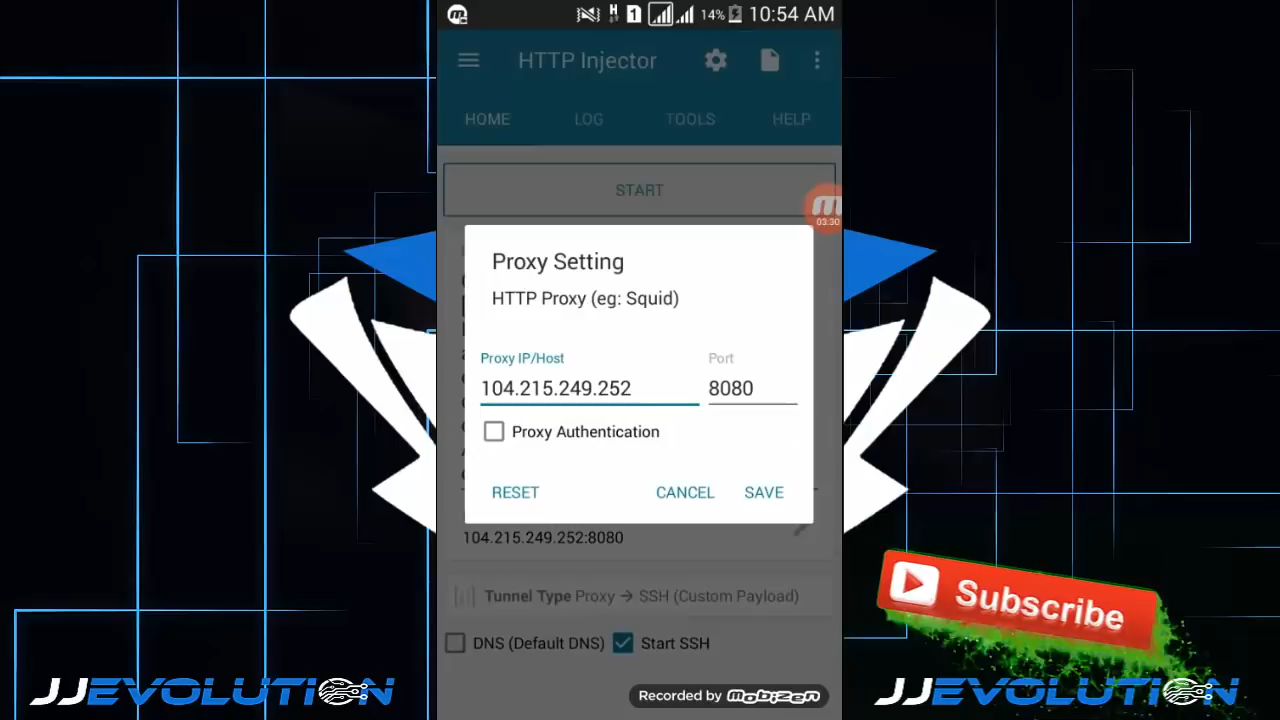 H 1 14% 10:54 AM
HTTP Injector
HOME LOG TOOLS HELP
START
03:30
Proxy Setting
HTTP Proxy (eg: Squid)
Proxy IP/Host Port
104.215.249.252 8080
Proxy Authentication
RESET CANCEL SAVE
104.215.249.252:8080
Tunnel Type Proxy → SSH (Custom Payload)
DNS (Default DNS) Start SSH
Subscribe
JJEVOLUTION
Recorded by mobizen
JJEVOLUTION